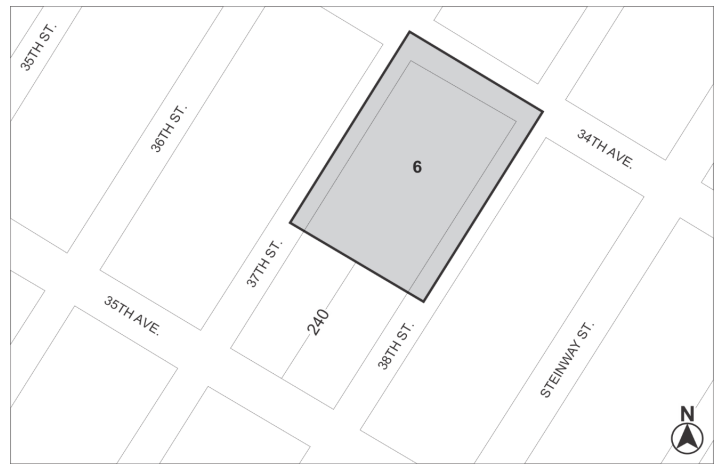 35TH ST.
36TH ST.
6
34TH AVE.
37TH ST.
35TH AVE.
240
38TH ST.
STEINWAY ST.
N